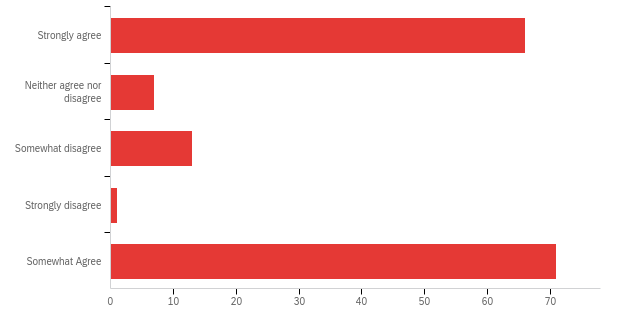 Strongly agree
Neither agree nor
disagree
Somewhat disagree
Strongly disagree
Somewhat Agree
0 10 20 30 40 50 60 70